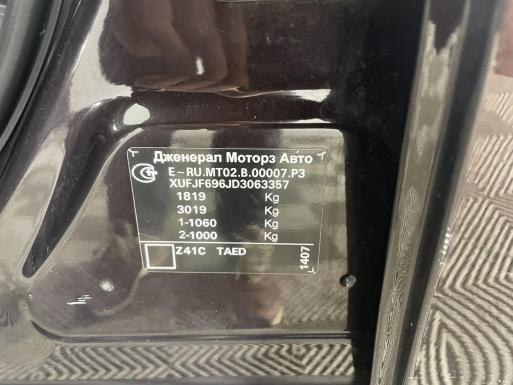 Дженерал Моторз Авто
E-RU.MT02.B.00007.P3
XUFJF696JD3063357
1819 Kg
3019 Kg
1-1060 Kg
2-1000 Kg
Z41C TAED
1407